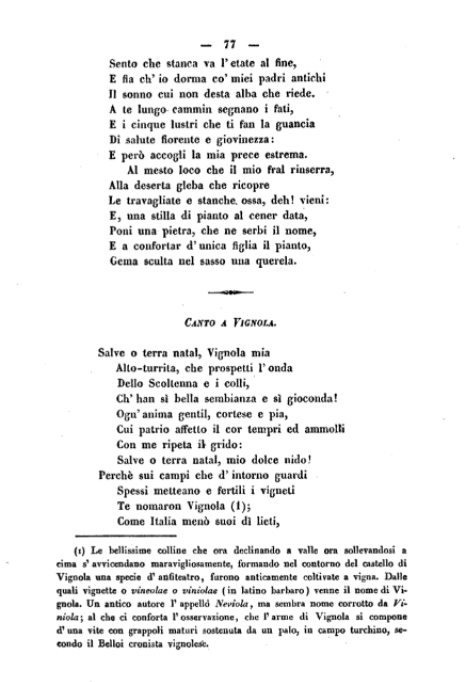 — 77 —
Sento che stanca va l'etate al fine,
E fia ch'io dorma co'miei padri antichi
Il sonno cui non desta alba che riede.
A te lungo cammin segnano i fati,
E i cinque lustri che ti fan la guancia
Di salute fiorente e giovinezza:
E però accogli la mia prece estrema.
Al mesto loco che il mio fral rinserra,
Alla deserta gleba che ricopre
Le travagliate e stanche ossa, deh! vieni:
E, una stilla di pianto al cener data,
Poni una pietra, che ne serbi il nome,
E a confortar d'unica figlia il pianto,
Gema sculta nel sasso una querela.
CANTO A VIGNOLA.
Salve o terra natal, Vignola mia
Alto-turrita, che prospetti l'onda
Dello Scoltenna e i colli,
Ch'han sì bella sembianza e sì gioconda!
Ogn'anima gentil, cortese e pia,
Cui patrio affetto il cor tempri ed ammolli
Con me ripeta il grido:
Salve o terra natal, mio dolce nido!
Perchè sui campi che d'intorno guardi
Spessi metteano e fertili i vigneti
Te nomaron Vignola (1);
Come Italia menò suoi dì lieti,
(1) Le bellissime colline che ora declinando a valle ora sollevandosi a
cima s'avvicendano maravigliosamente, formando nel contorno del castello di
Vignola una specie d'anfiteatro, furono anticamente coltivate a vigna. Dalle
quali vignette o vineolae o viniolae (in latino barbaro) venne il nome di Vi-
gnola. Un antico autore l'appellò Neviola, ma sembra nome corrotto da Vi-
niola; al che ci conforta l'osservazione, che l'arme di Vignola si compone
d'una vite con grappoli maturi sostenuta da un palo, in campo turchino, se-
condo il Belloi cronista vignolese.